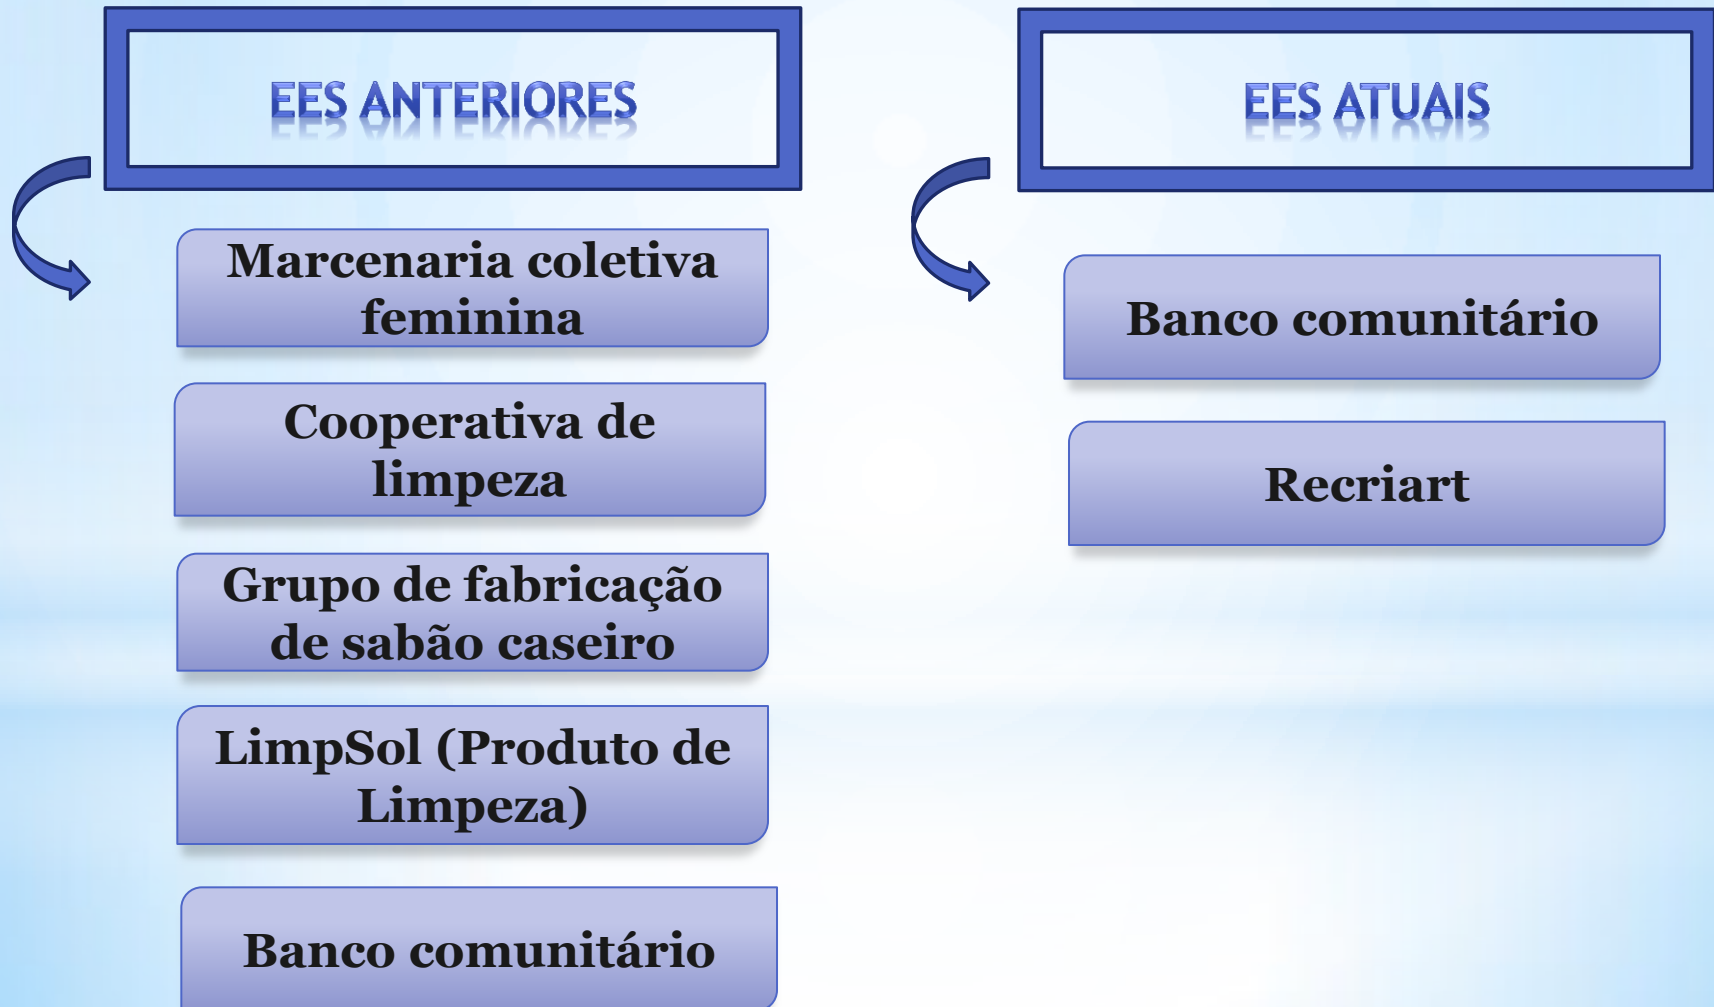 EES ANTERIORES
Marcenaria coletiva
feminina
Cooperativa de
limpeza
Grupo de fabricação
de sabão caseiro
LimpSol (Produto de
Limpeza)
Banco comunitário
EES ATUAIS
Banco comunitário
Recriart